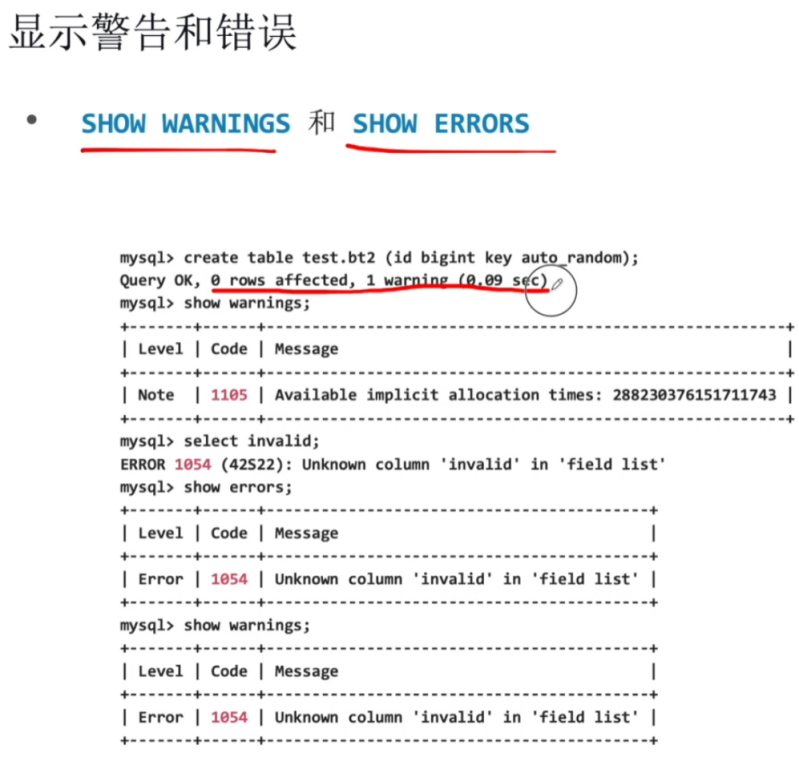 显示警告和错误
• SHOW WARNINGS 和 SHOW ERRORS
mysql> create table test.bt2 (id bigint key auto_random);
Query OK, 0 rows affected, 1 warning (0.09 sec)
mysql> show warnings;
+-------+------+---------------------------------------------------------+
| Level | Code | Message                                                 |
+-------+------+---------------------------------------------------------+
| Note  | 1105 | Available implicit allocation times: 288230376151711743 |
+-------+------+---------------------------------------------------------+
mysql> select invalid;
ERROR 1054 (42S22): Unknown column 'invalid' in 'field list'
mysql> show errors;
+-------+------+------------------------------------------+
| Level | Code | Message                                  |
+-------+------+------------------------------------------+
| Error | 1054 | Unknown column 'invalid' in 'field list' |
+-------+------+------------------------------------------+
mysql> show warnings;
+-------+------+------------------------------------------+
| Level | Code | Message                                  |
+-------+------+------------------------------------------+
| Error | 1054 | Unknown column 'invalid' in 'field list' |
+-------+------+------------------------------------------+